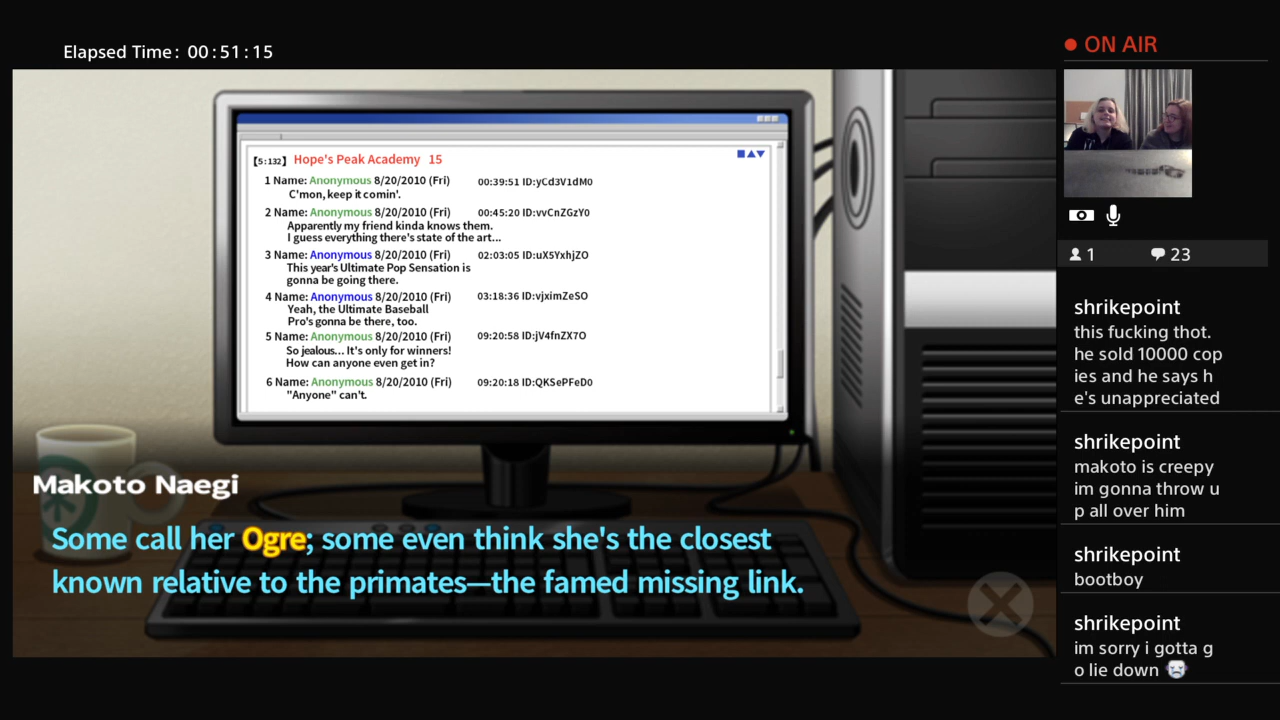 Elapsed Time: 00:51:15
ON AIR
【5:132】 Hope's Peak Academy 15
1 Name: Anonymous 8/20/2010 (Fri) 00:39:51 ID:yCd3V1dM0
C'mon, keep it comin'.
2 Name: Anonymous 8/20/2010 (Fri) 00:45:20 ID:vvCnZGzY0
Apparently my friend kinda knows them.
I guess everything there's state of the art...
3 Name: Anonymous 8/20/2010 (Fri) 02:03:05 ID:uX5YxhjZO
This year's Ultimate Pop Sensation is
gonna be going there.
4 Name: Anonymous 8/20/2010 (Fri) 03:18:36 ID:vjximZeSO
Yeah, the Ultimate Baseball
Pro's gonna be there, too.
5 Name: Anonymous 8/20/2010 (Fri) 09:20:58 ID:jV4fnZX7O
So jealous... It's only for winners!
How can anyone even get in?
6 Name: Anonymous 8/20/2010 (Fri) 09:20:18 ID:QKSePFeD0
"Anyone" can't.
Makoto Naegi
Some call her Ogre; some even think she's the closest
known relative to the primates—the famed missing link.
1 23
shrikepoint
this fucking thot.
he sold 10000 cop
ies and he says h
e's unappreciated
shrikepoint
makoto is creepy
im gonna throw u
p all over him
shrikepoint
bootboy
shrikepoint
im sorry i gotta g
o lie down